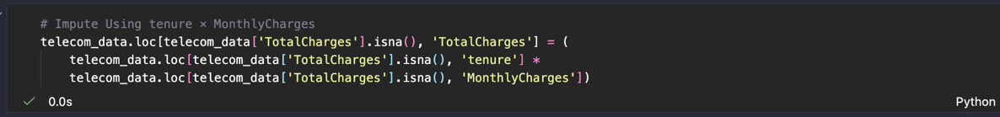 # Impute Using tenure × MonthlyCharges
telecom_data.loc[telecom_data['TotalCharges'].isna(), 'TotalCharges'] = (
    telecom_data.loc[telecom_data['TotalCharges'].isna(), 'tenure'] *
    telecom_data.loc[telecom_data['TotalCharges'].isna(), 'MonthlyCharges'])
0.0s
Python